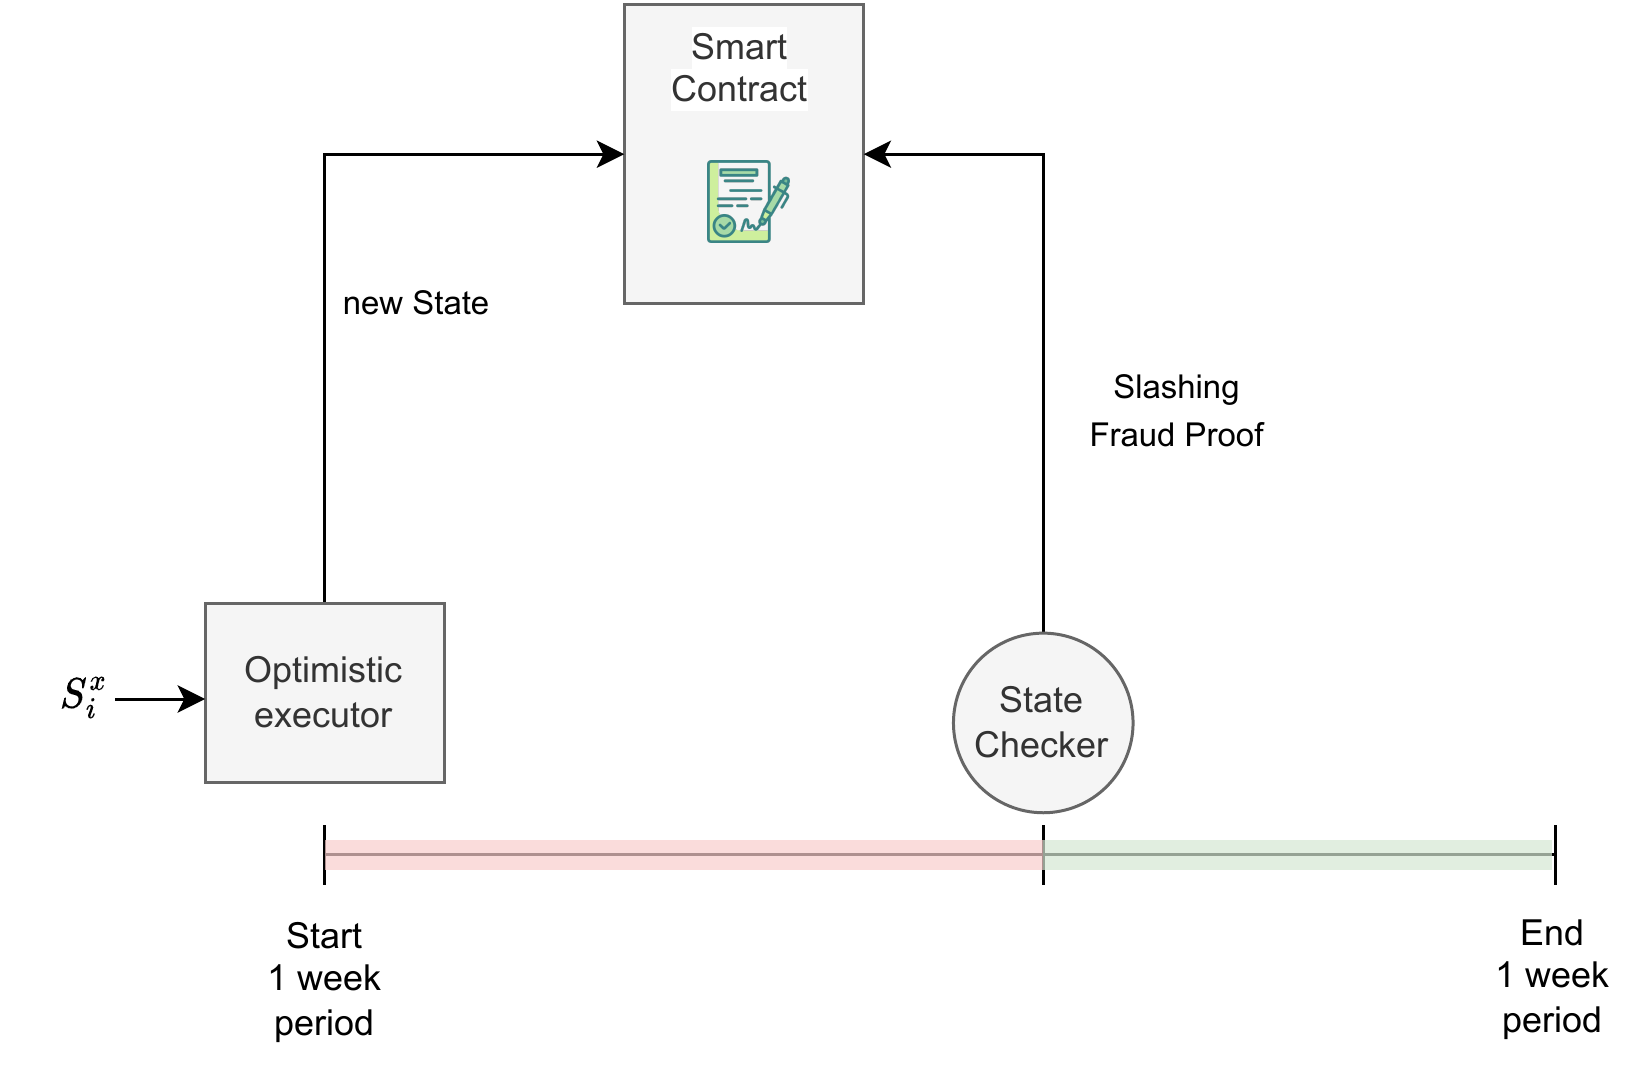 Smart
Contract
new State
Slashing
Fraud Proof
Optimistic
executor
$S_i^x$
State
Checker
Start
1 week
period
End
1 week
period